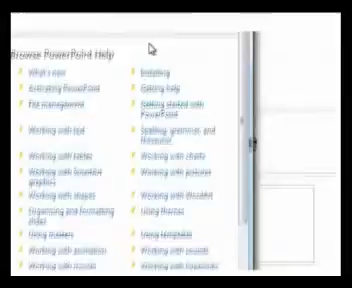 Browse PowerPoint Help
What's new
Installing
Activating PowerPoint
Getting help
File management
Getting started with
PowerPoint
Working with text
Spelling, grammar, and
thesaurus
Working with tables
Working with charts
Working with SmartArt
graphics
Working with pictures
Working with shapes
Working with WordArt
Organizing and formatting
slides
Using themes
Using masters
Using templates
Working with animation
Working with sounds
Working with movies
Working with hyperlinks